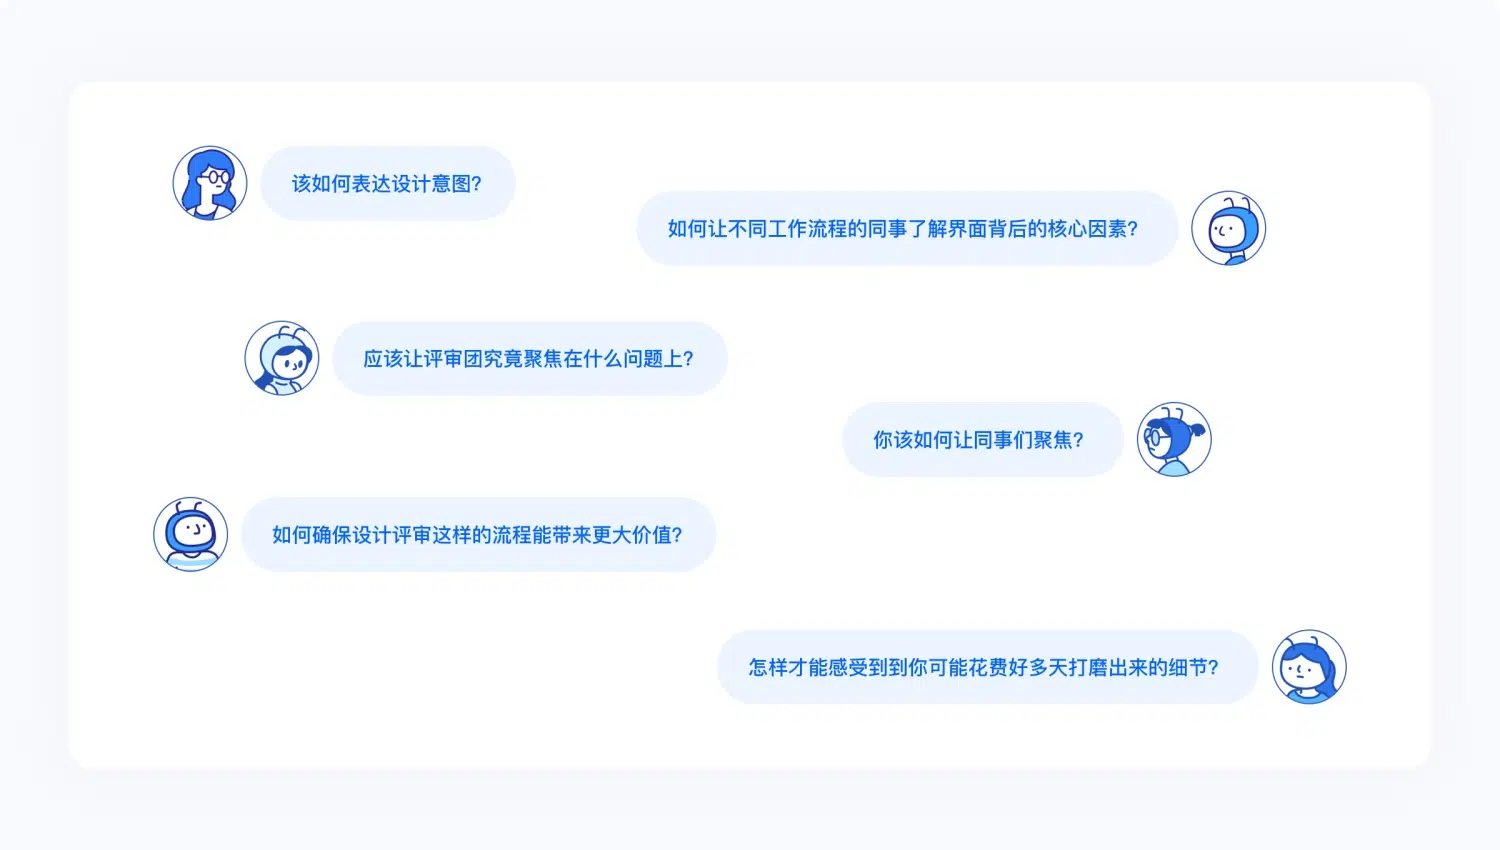 该如何表达设计意图?
如何让不同工作流程的同事了解界面背后的核心因素?
应该让评审团究竟聚焦在什么问题上?
你该如何让同事们聚焦?
如何确保设计评审这样的流程能带来更大价值?
怎样才能感受到到你可能花费好多天打磨出来的细节?